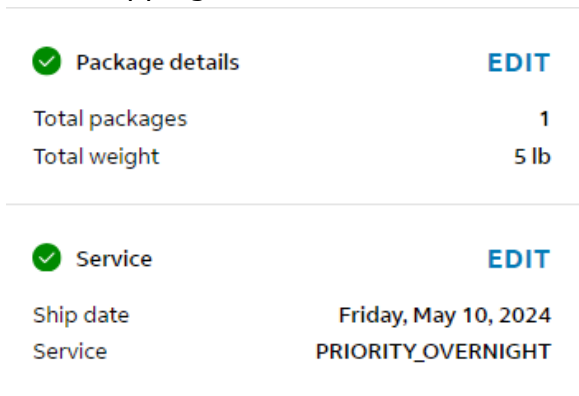 Package details EDIT
Total packages 1
Total weight 5 lb
Service EDIT
Ship date Friday, May 10, 2024
Service PRIORITY_OVERNIGHT